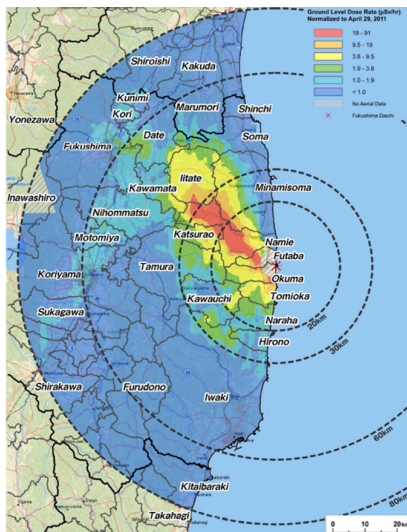 Ground Level Dose Rate (µSv/hr)
Normalized to April 29, 2011
19 - 91
9.5 - 19
3.8 - 9.5
1.9 - 3.8
1.0 - 1.9
< 1.0
No Aerial Data
Fukushima Daiichi
Shiroishi
Kakuda
Kunimi
Yonezawa
Kori
Marumori
Shinchi
Date
Soma
Fukushima
Iitate
Inawashiro
Kawamata
Minamisoma
Nihommatsu
Katsurao
Motomiya
Namie
Futaba
Koriyama
Tamura
Okuma
Kawauchi
Tomioka
Sukagawa
Naraha
20km
Hirono
30km
Shirakawa
Furudono
Iwaki
60km
Kitaibaraki
80km
Takahagi
0
10
20